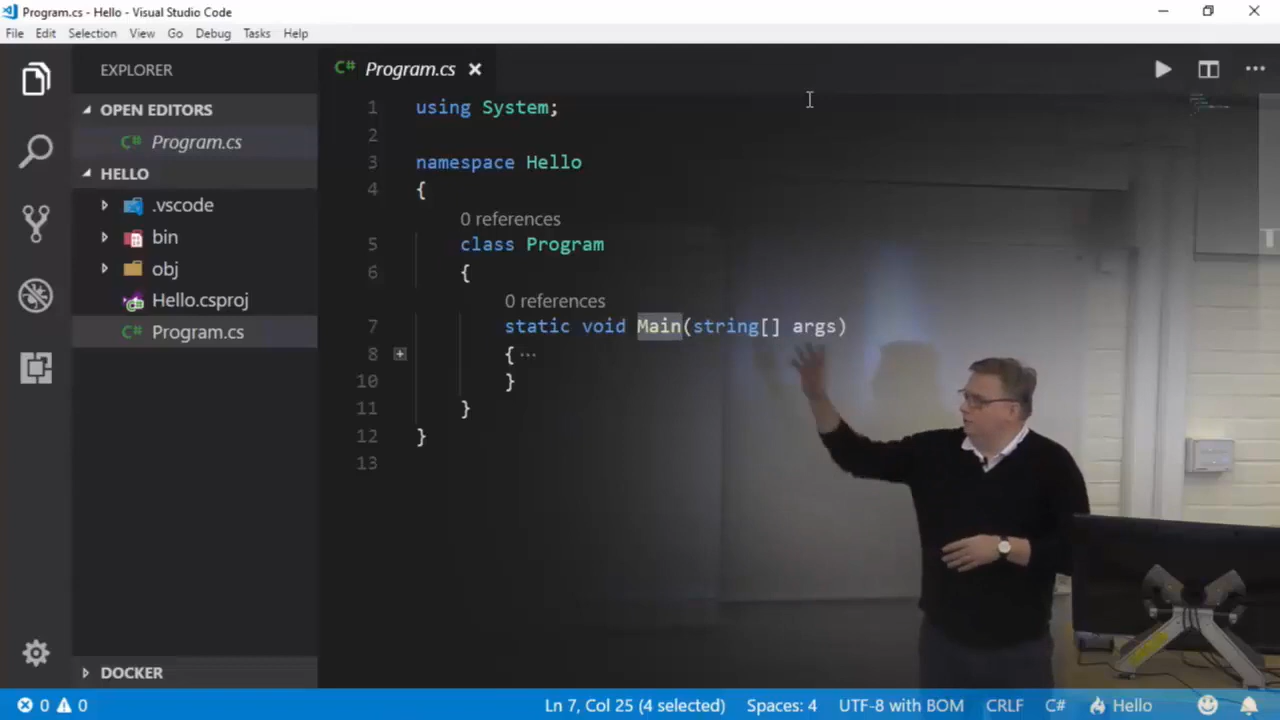 Program.cs - Hello - Visual Studio Code
File Edit Selection View Go Debug Tasks Help
EXPLORER
OPEN EDITORS
C# Program.cs
HELLO
.vscode
bin
obj
Hello.csproj
C# Program.cs
DOCKER
C# Program.cs
1 using System;
2
3 namespace Hello
4 {
0 references
5 class Program
6 {
0 references
7 static void Main(string[] args)
8 { ...
10 }
11 }
12 }
13
0 0 Ln 7, Col 25 (4 selected) Spaces: 4 UTF-8 with BOM CRLF C# Hello